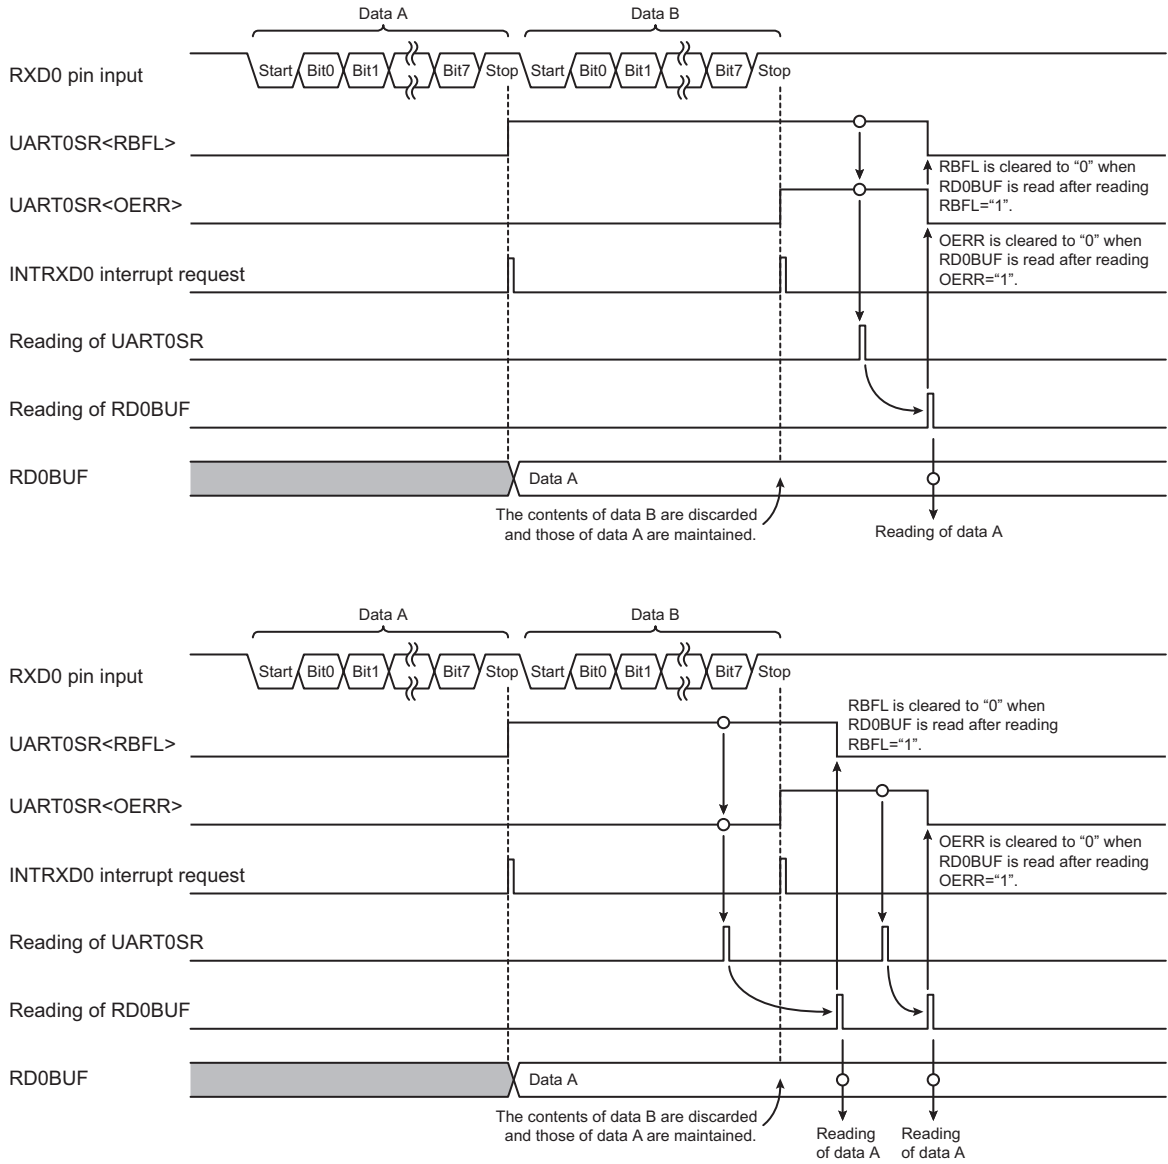 Data A Data B
RXD0 pin input Start Bit0 Bit1 Bit7 Stop Start Bit0 Bit1 Bit7 Stop
UART0SR<RBFL>
RBFL is cleared to “0” when
RD0BUF is read after reading
RBFL=“1”.
UART0SR<OERR>
OERR is cleared to “0” when
RD0BUF is read after reading
OERR=“1”.
INTRXD0 interrupt request
Reading of UART0SR
Reading of RD0BUF
RD0BUF Data A
The contents of data B are discarded
and those of data A are maintained.
Reading of data A
Data A Data B
RXD0 pin input Start Bit0 Bit1 Bit7 Stop Start Bit0 Bit1 Bit7 Stop
RBFL is cleared to “0” when
RD0BUF is read after reading
RBFL=“1”.
UART0SR<RBFL>
UART0SR<OERR>
OERR is cleared to “0” when
RD0BUF is read after reading
OERR=“1”.
INTRXD0 interrupt request
Reading of UART0SR
Reading of RD0BUF
RD0BUF Data A
The contents of data B are discarded
and those of data A are maintained.
Reading
of data A
Reading
of data A